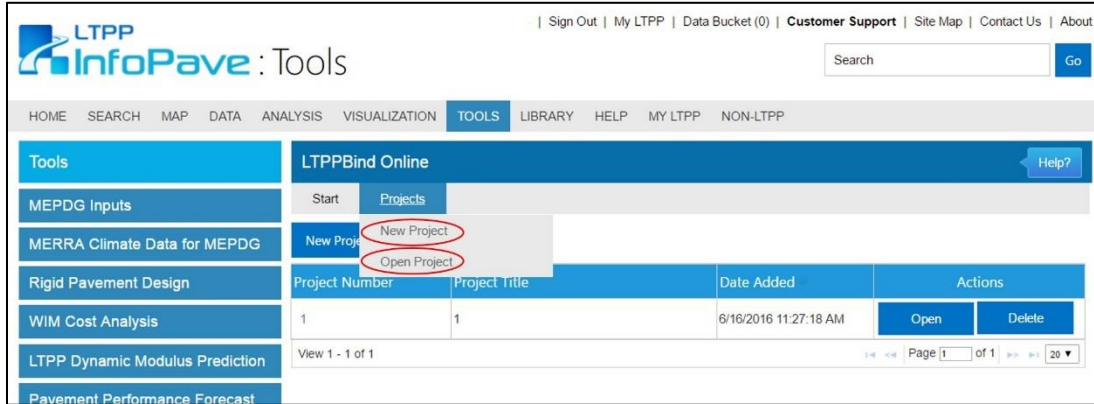 | Sign Out | My LTPP | Data Bucket (0) | Customer Support | Site Map | Contact Us | About
LTPP
InfoPave : Tools
Search Go
HOME SEARCH MAP DATA ANALYSIS VISUALIZATION TOOLS LIBRARY HELP MY LTPP NON-LTPP
Tools
MEPDG Inputs
MERRA Climate Data for MEPDG
Rigid Pavement Design
WIM Cost Analysis
LTPP Dynamic Modulus Prediction
Pavement Performance Forecast
LTPPBind Online Help?
Start Projects
New Project
Open Project
New Proje
Project Number Project Title Date Added Actions
1 1 6/16/2016 11:27:18 AM Open Delete
View 1 - 1 of 1 Page 1 of 1 20